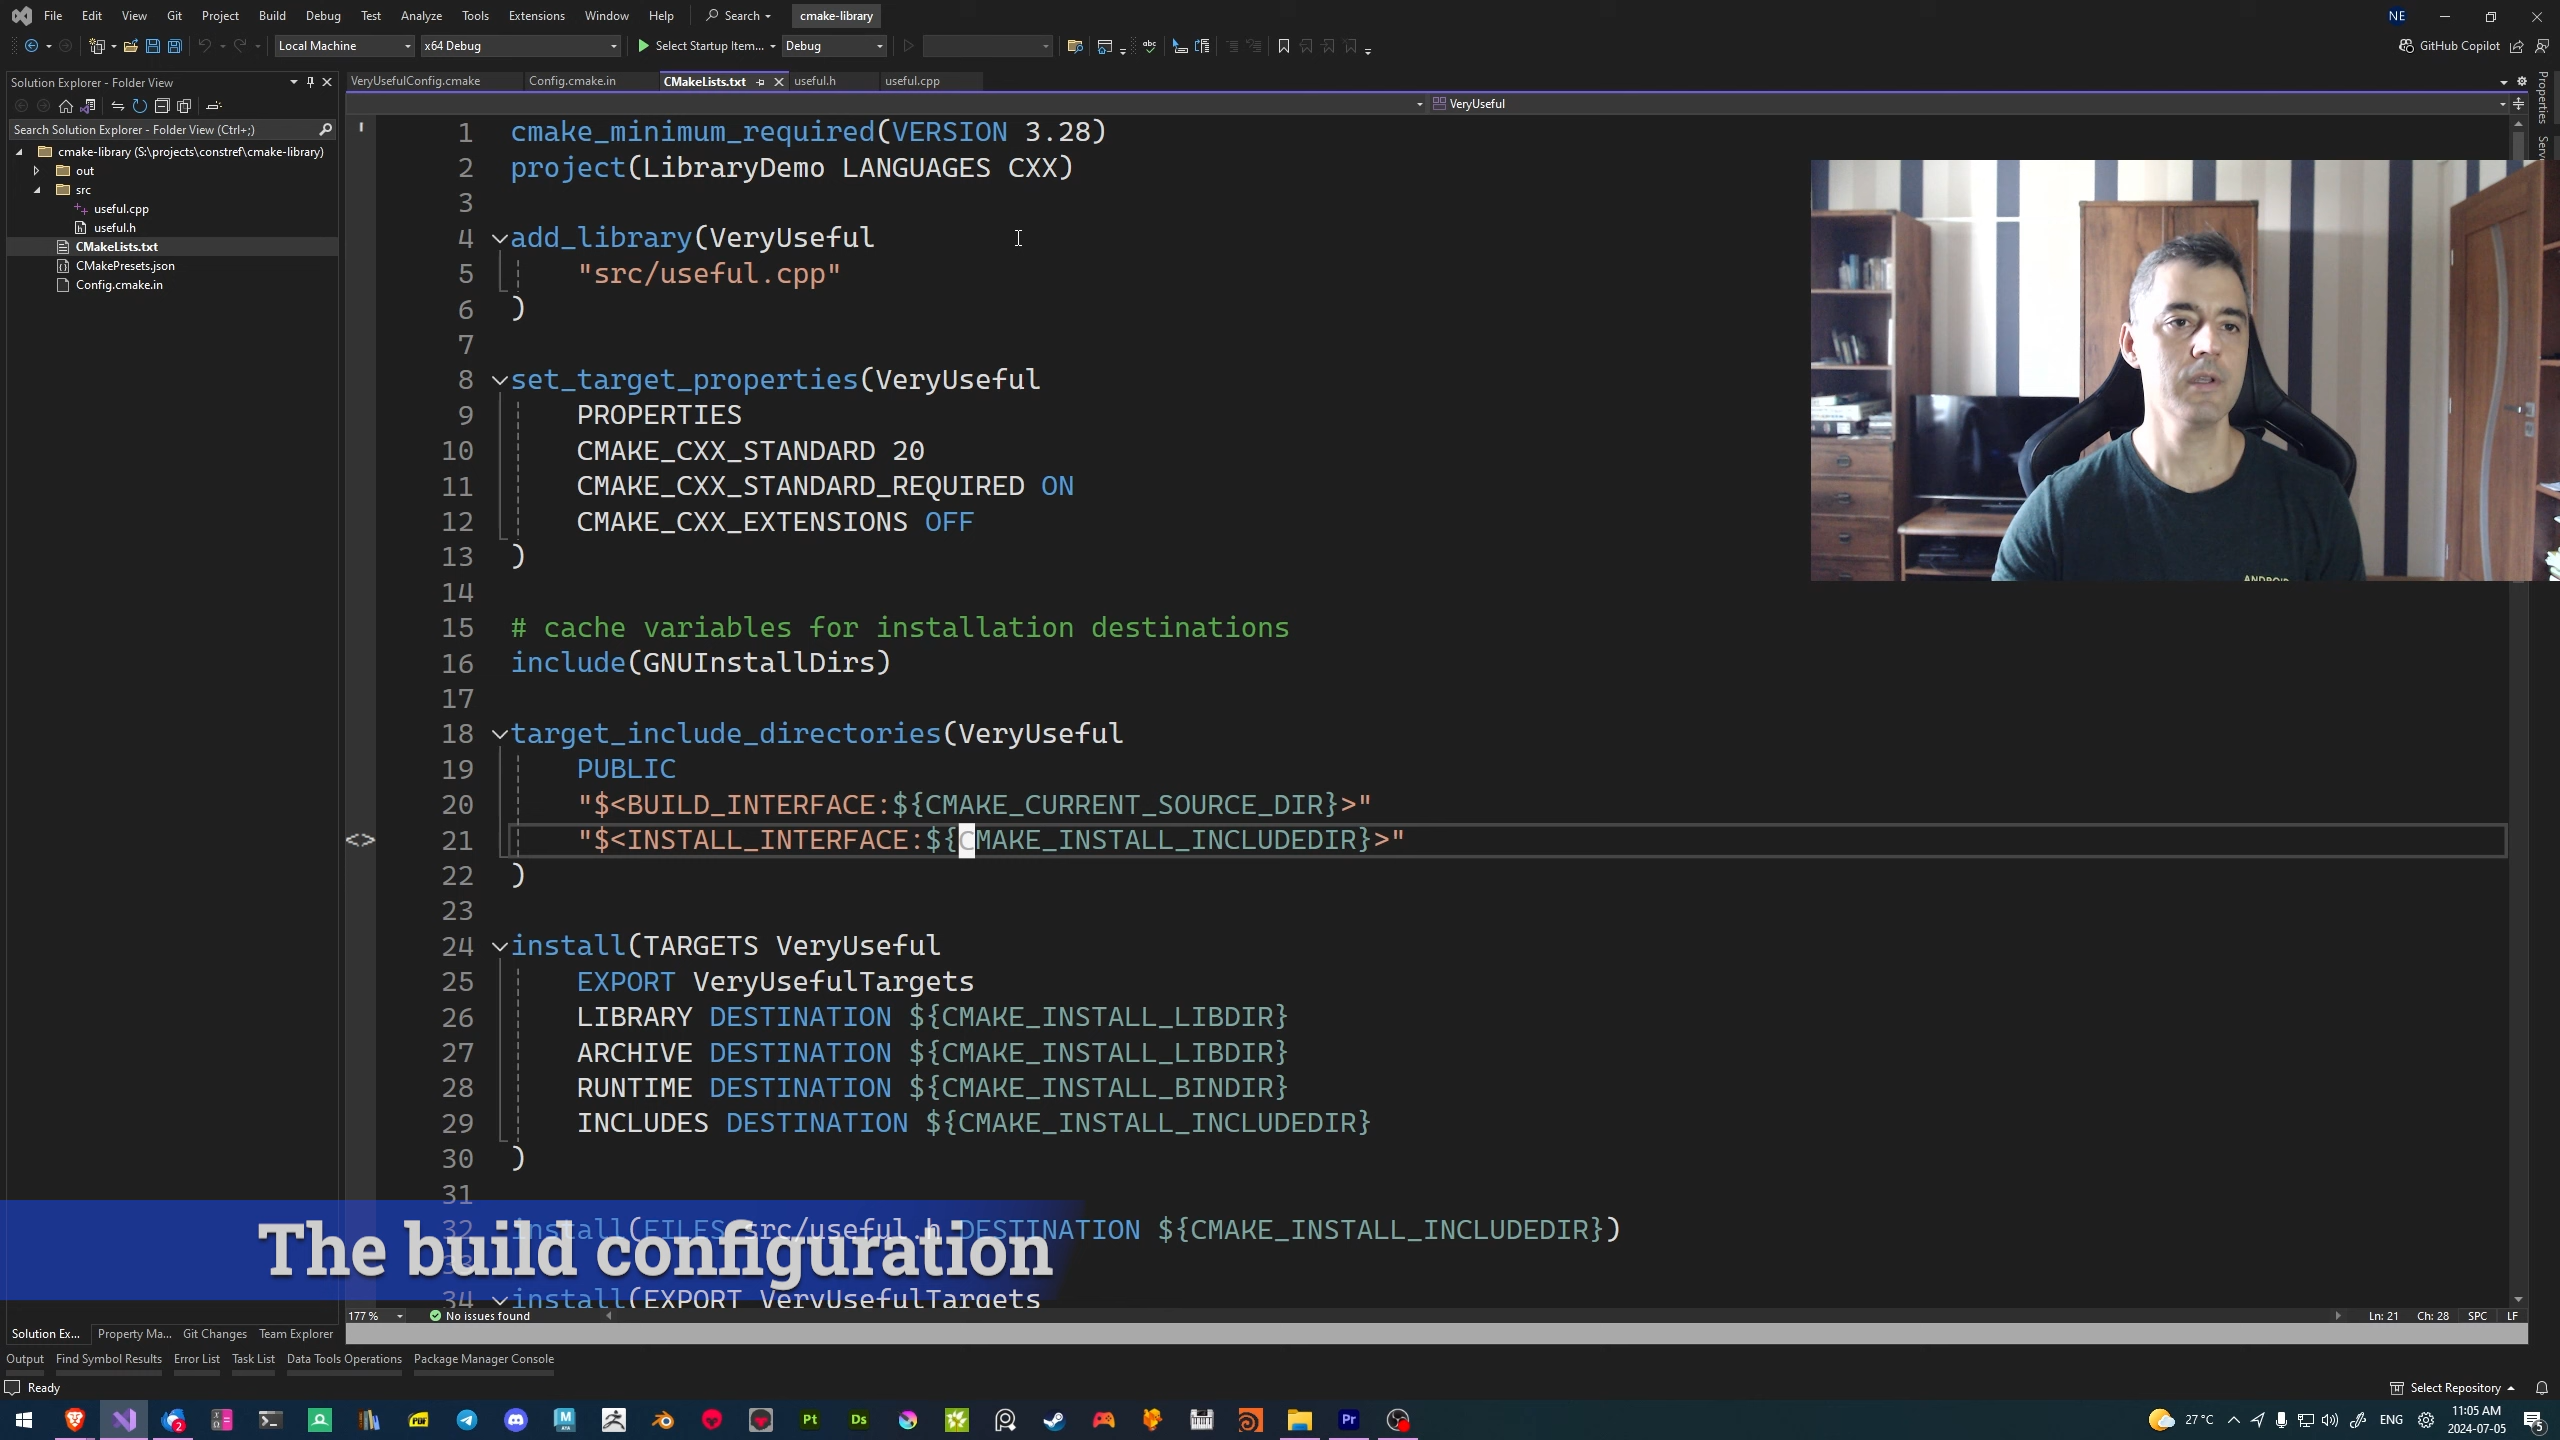 File Edit View Git Project Build Debug Test Analyze Tools Extensions Window Help Search cmake-library NE
Local Machine x64 Debug Select Startup Item... Debug GitHub Copilot
Solution Explorer - Folder View
VeryUsefulConfig.cmake Config.cmake.in CMakeLists.txt useful.h useful.cpp
VeryUseful
Search Solution Explorer - Folder View (Ctrl+;)
cmake-library (S:\projects\constref\cmake-library)
out
src
useful.cpp
useful.h
CMakeLists.txt
CMakePresets.json
Config.cmake.in
Properties
1 cmake_minimum_required(VERSION 3.28)
2 project(LibraryDemo LANGUAGES CXX)
3
4 add_library(VeryUseful
5 "src/useful.cpp"
6 )
7
8 set_target_properties(VeryUseful
9 PROPERTIES
10 CMAKE_CXX_STANDARD 20
11 CMAKE_CXX_STANDARD_REQUIRED ON
12 CMAKE_CXX_EXTENSIONS OFF
13 )
14
15 # cache variables for installation destinations
16 include(GNUInstallDirs)
17
18 target_include_directories(VeryUseful
19 PUBLIC
20 "$<BUILD_INTERFACE:${CMAKE_CURRENT_SOURCE_DIR}>"
21 "$<INSTALL_INTERFACE:${CMAKE_INSTALL_INCLUDEDIR}>"
22 )
23
24 install(TARGETS VeryUseful
25 EXPORT VeryUsefulTargets
26 LIBRARY DESTINATION ${CMAKE_INSTALL_LIBDIR}
27 ARCHIVE DESTINATION ${CMAKE_INSTALL_LIBDIR}
28 RUNTIME DESTINATION ${CMAKE_INSTALL_BINDIR}
29 INCLUDES DESTINATION ${CMAKE_INSTALL_INCLUDEDIR}
30 )
31
32 install(FILES src/useful.h DESTINATION ${CMAKE_INSTALL_INCLUDEDIR})
33
34 install(EXPORT VeryUsefulTargets
The build configuration
177 % No issues found Ln: 21 Ch: 28 SPC LF
Solution Ex... Property Ma... Git Changes Team Explorer
Output Find Symbol Results Error List Task List Data Tools Operations Package Manager Console
Ready Select Repository
27°C ENG 11:05 AM
2024-07-05